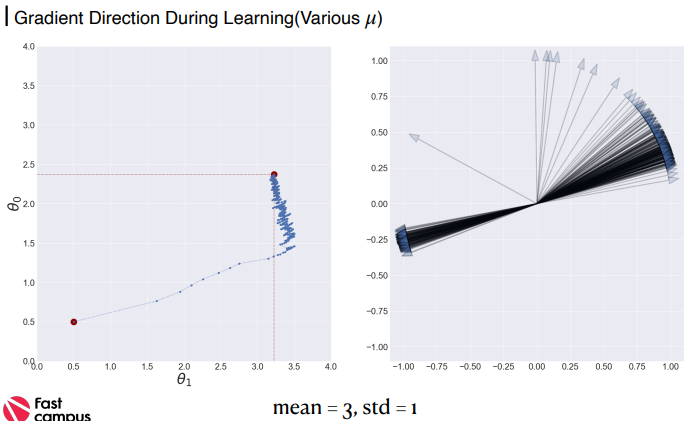 Gradient Direction During Learning(Various μ)
4.0
3.5
3.0
2.5
2.0
1.5
1.0
0.5
0.0
θ0
0.0 0.5 1.0 1.5 2.0 2.5 3.0 3.5 4.0
θ1
1.00
0.75
0.50
0.25
0.00
−0.25
−0.50
−0.75
−1.00
−1.00 −0.75 −0.50 −0.25 0.00 0.25 0.50 0.75 1.00
Fast
campus
mean = 3, std = 1